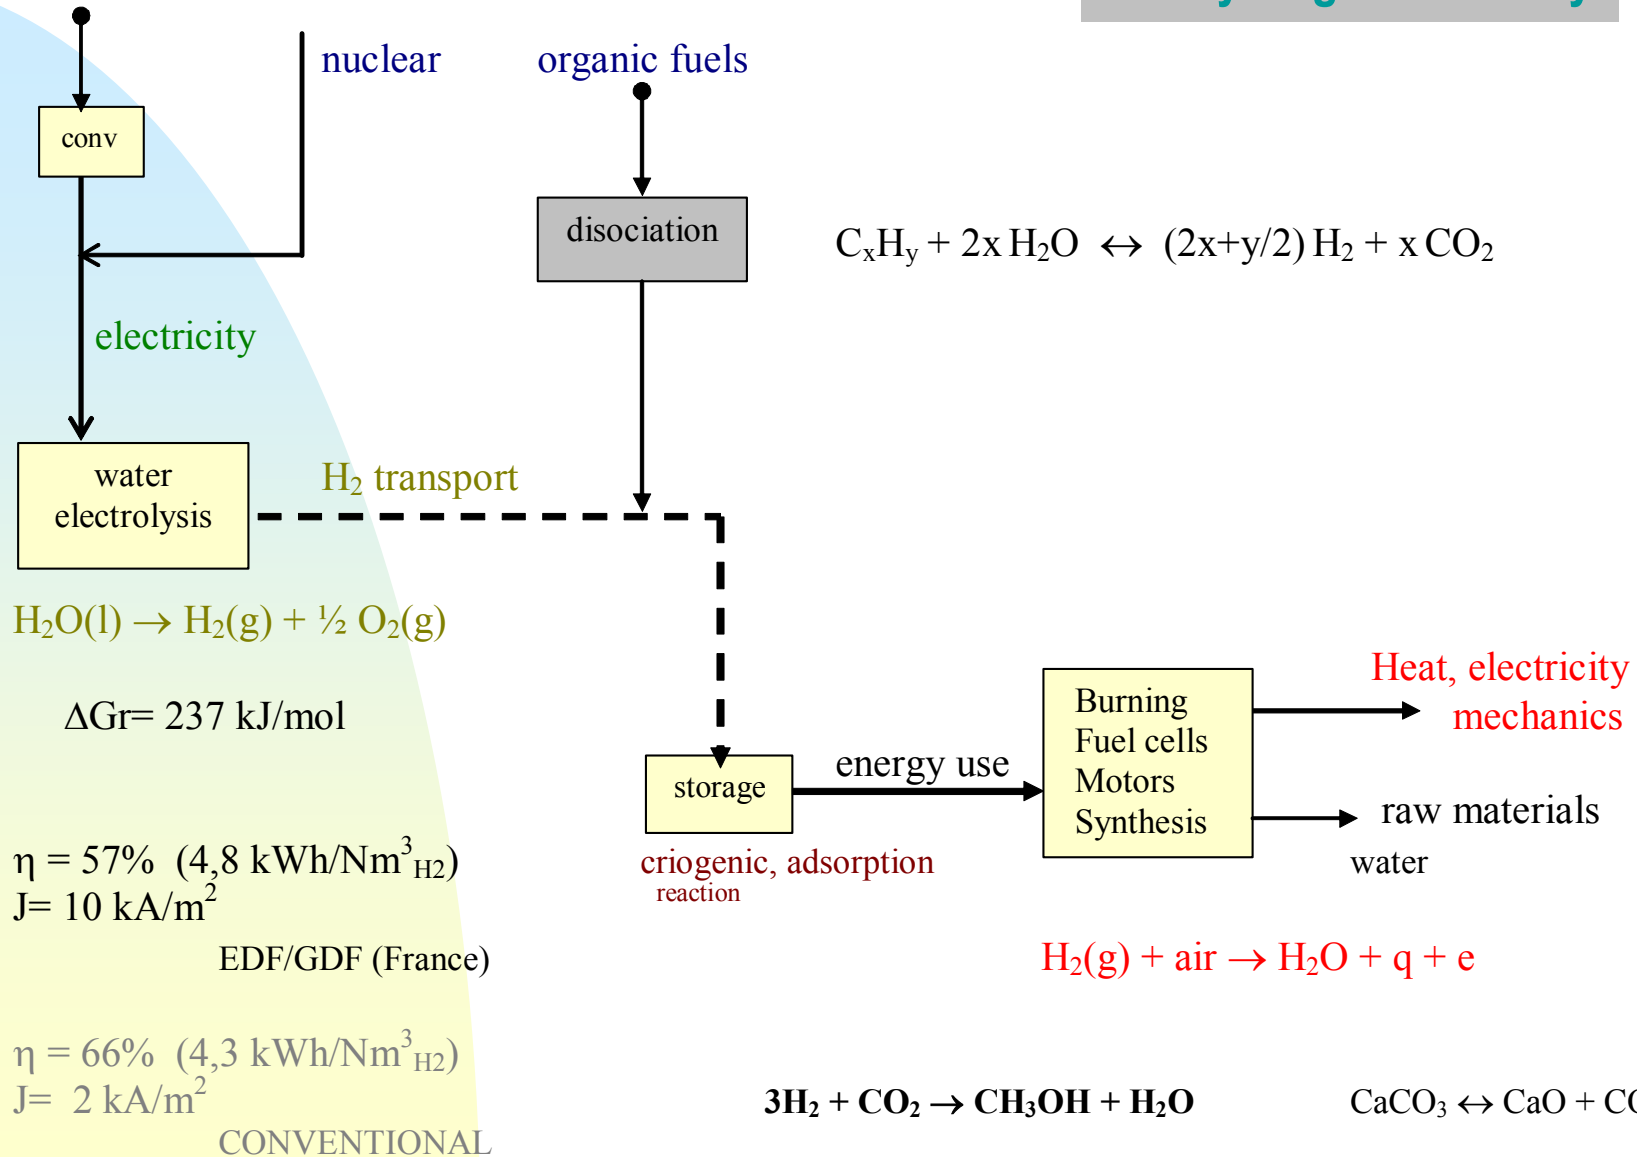 nuclear
organic fuels
conv
disociation
CₓHᵧ + 2x H₂O ↔ (2x+y/2) H₂ + x CO₂
electricity
water
electrolysis
H₂ transport
H₂O(l) → H₂(g) + ½ O₂(g)
ΔGr= 237 kJ/mol
Heat, electricity
mechanics
Burning
Fuel cells
Motors
Synthesis
energy use
storage
raw materials
water
criogenic, adsorption
reaction
η = 57% (4,8 kWh/Nm³H2)
J= 10 kA/m²
EDF/GDF (France)
H₂(g) + air → H₂O + q + e
η = 66% (4,3 kWh/Nm³H2)
J= 2 kA/m²
CONVENTIONAL
3H₂ + CO₂ → CH₃OH + H₂O
CaCO₃ ↔ CaO + CO